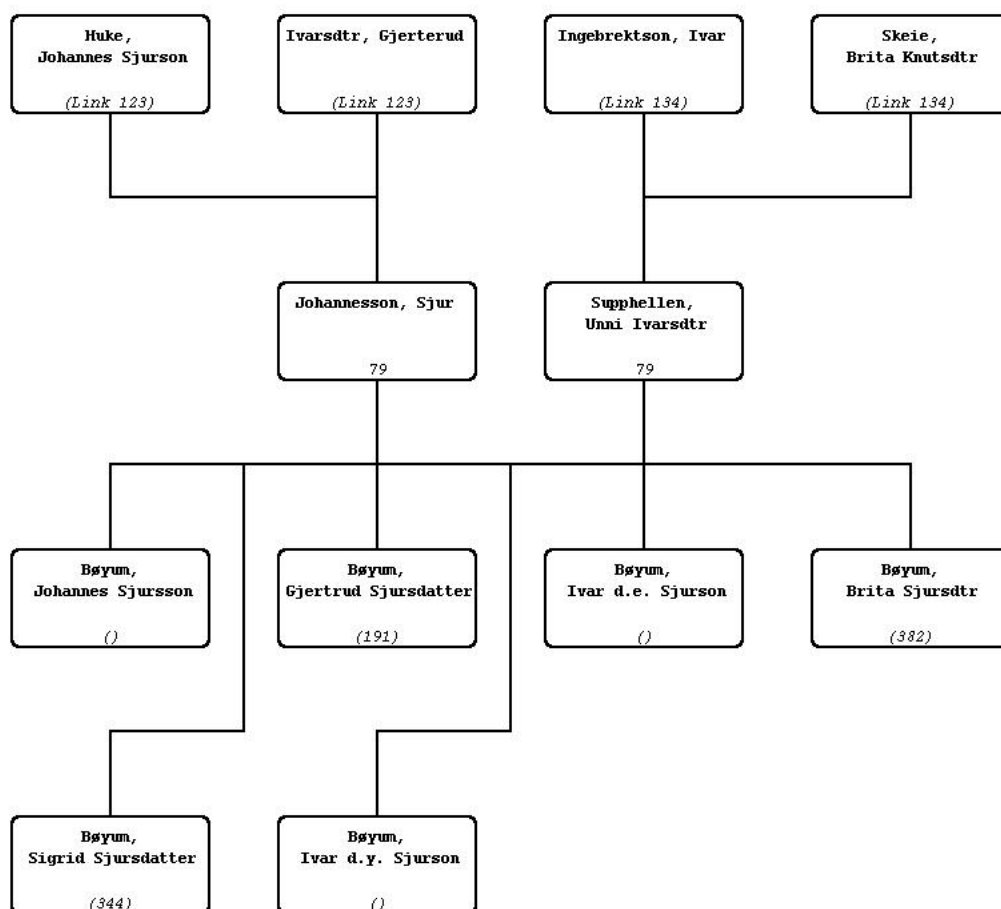 Huke,
Johannes Sjurson
(Link 123)
Ivarsdtr, Gjerterud
(Link 123)
Ingebrektson, Ivar
(Link 134)
Skeie,
Brita Knutsdtr
(Link 134)
Johannesson, Sjur
79
Supphellen,
Unni Ivarsdtr
79
Bøyum,
Johannes Sjursson
()
Bøyum,
Gjertrud Sjursdatter
(191)
Bøyum,
Ivar d.e. Sjurson
()
Bøyum,
Brita Sjursdtr
(382)
Bøyum,
Sigrid Sjursdatter
(344)
Bøyum,
Ivar d.y. Sjurson
()